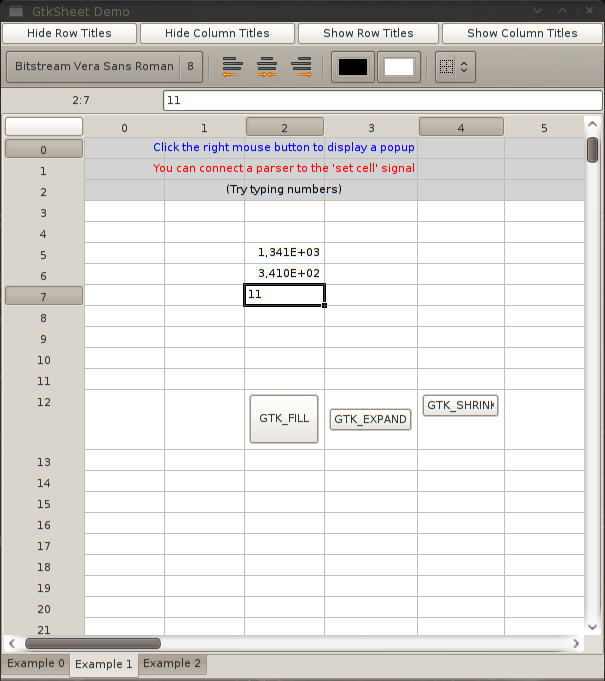 GtkSheet Demo
Hide Row Titles Hide Column Titles Show Row Titles Show Column Titles
Bitstream Vera Sans Roman 8
2:7 11
0 1 2 3 4 5
0 Click the right mouse button to display a popup
1 You can connect a parser to the 'set cell' signal
2 (Try typing numbers)
3
4
5 1,341E+03
6 3,410E+02
7 11
8
9
10
11
12 GTK_FILL GTK_EXPAND GTK_SHRINK
13
14
15
16
17
18
19
20
21
Example 0 Example 1 Example 2